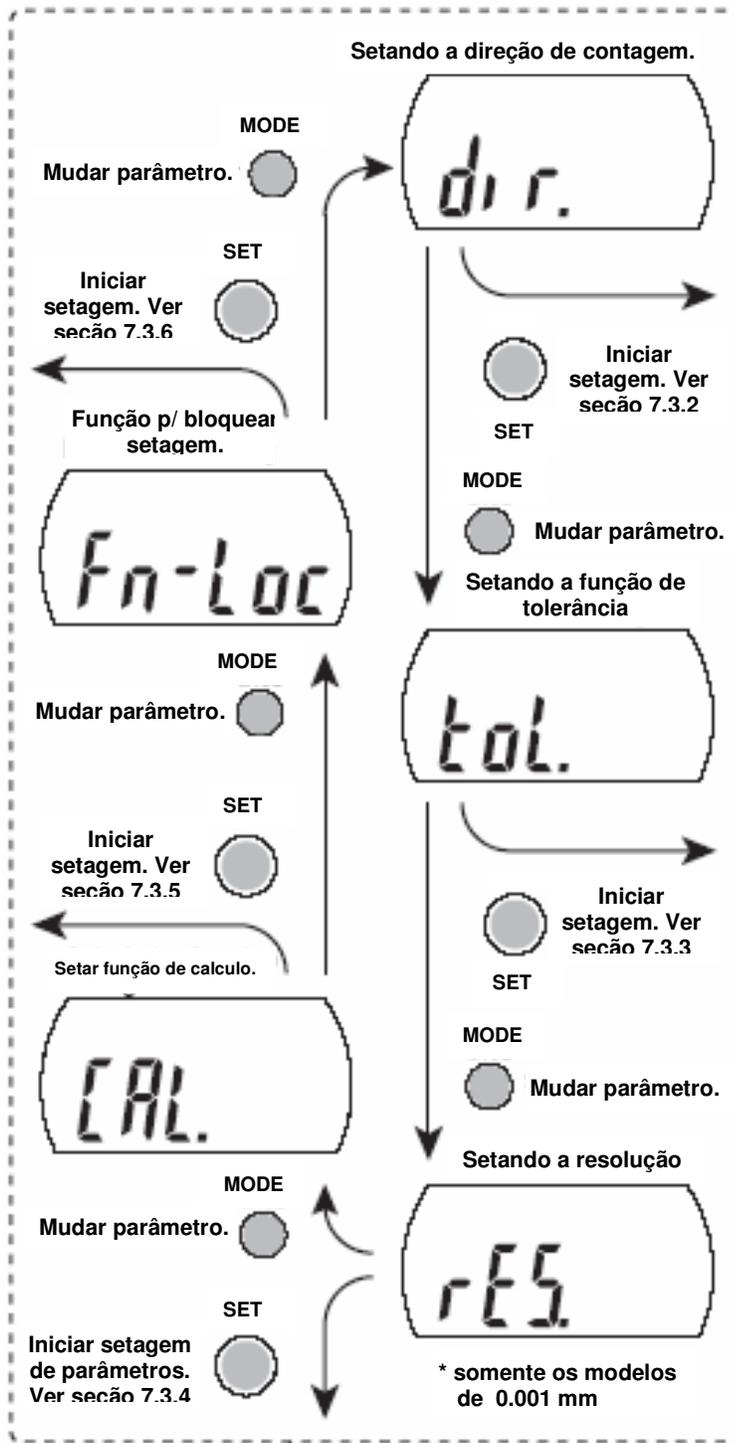 Setando a direção de contagem.
MODE
Mudar parâmetro.
dir.
SET
Iniciar
setagem. Ver
seção 7.3.6
Iniciar
setagem. Ver
seção 7.3.2
SET
Função p/ bloquear
setagem.
MODE
Mudar parâmetro.
Fn-Loc
Setando a função de
tolerância
MODE
Mudar parâmetro.
tol.
SET
Iniciar
setagem. Ver
seção 7.3.5
Iniciar
setagem. Ver
seção 7.3.3
SET
Setar função de calculo.
MODE
Mudar parâmetro.
CAL.
Setando a resolução
MODE
Mudar parâmetro.
rES.
SET
Iniciar setagem
de parâmetros.
Ver seção 7.3.4
* somente os modelos
de 0.001 mm